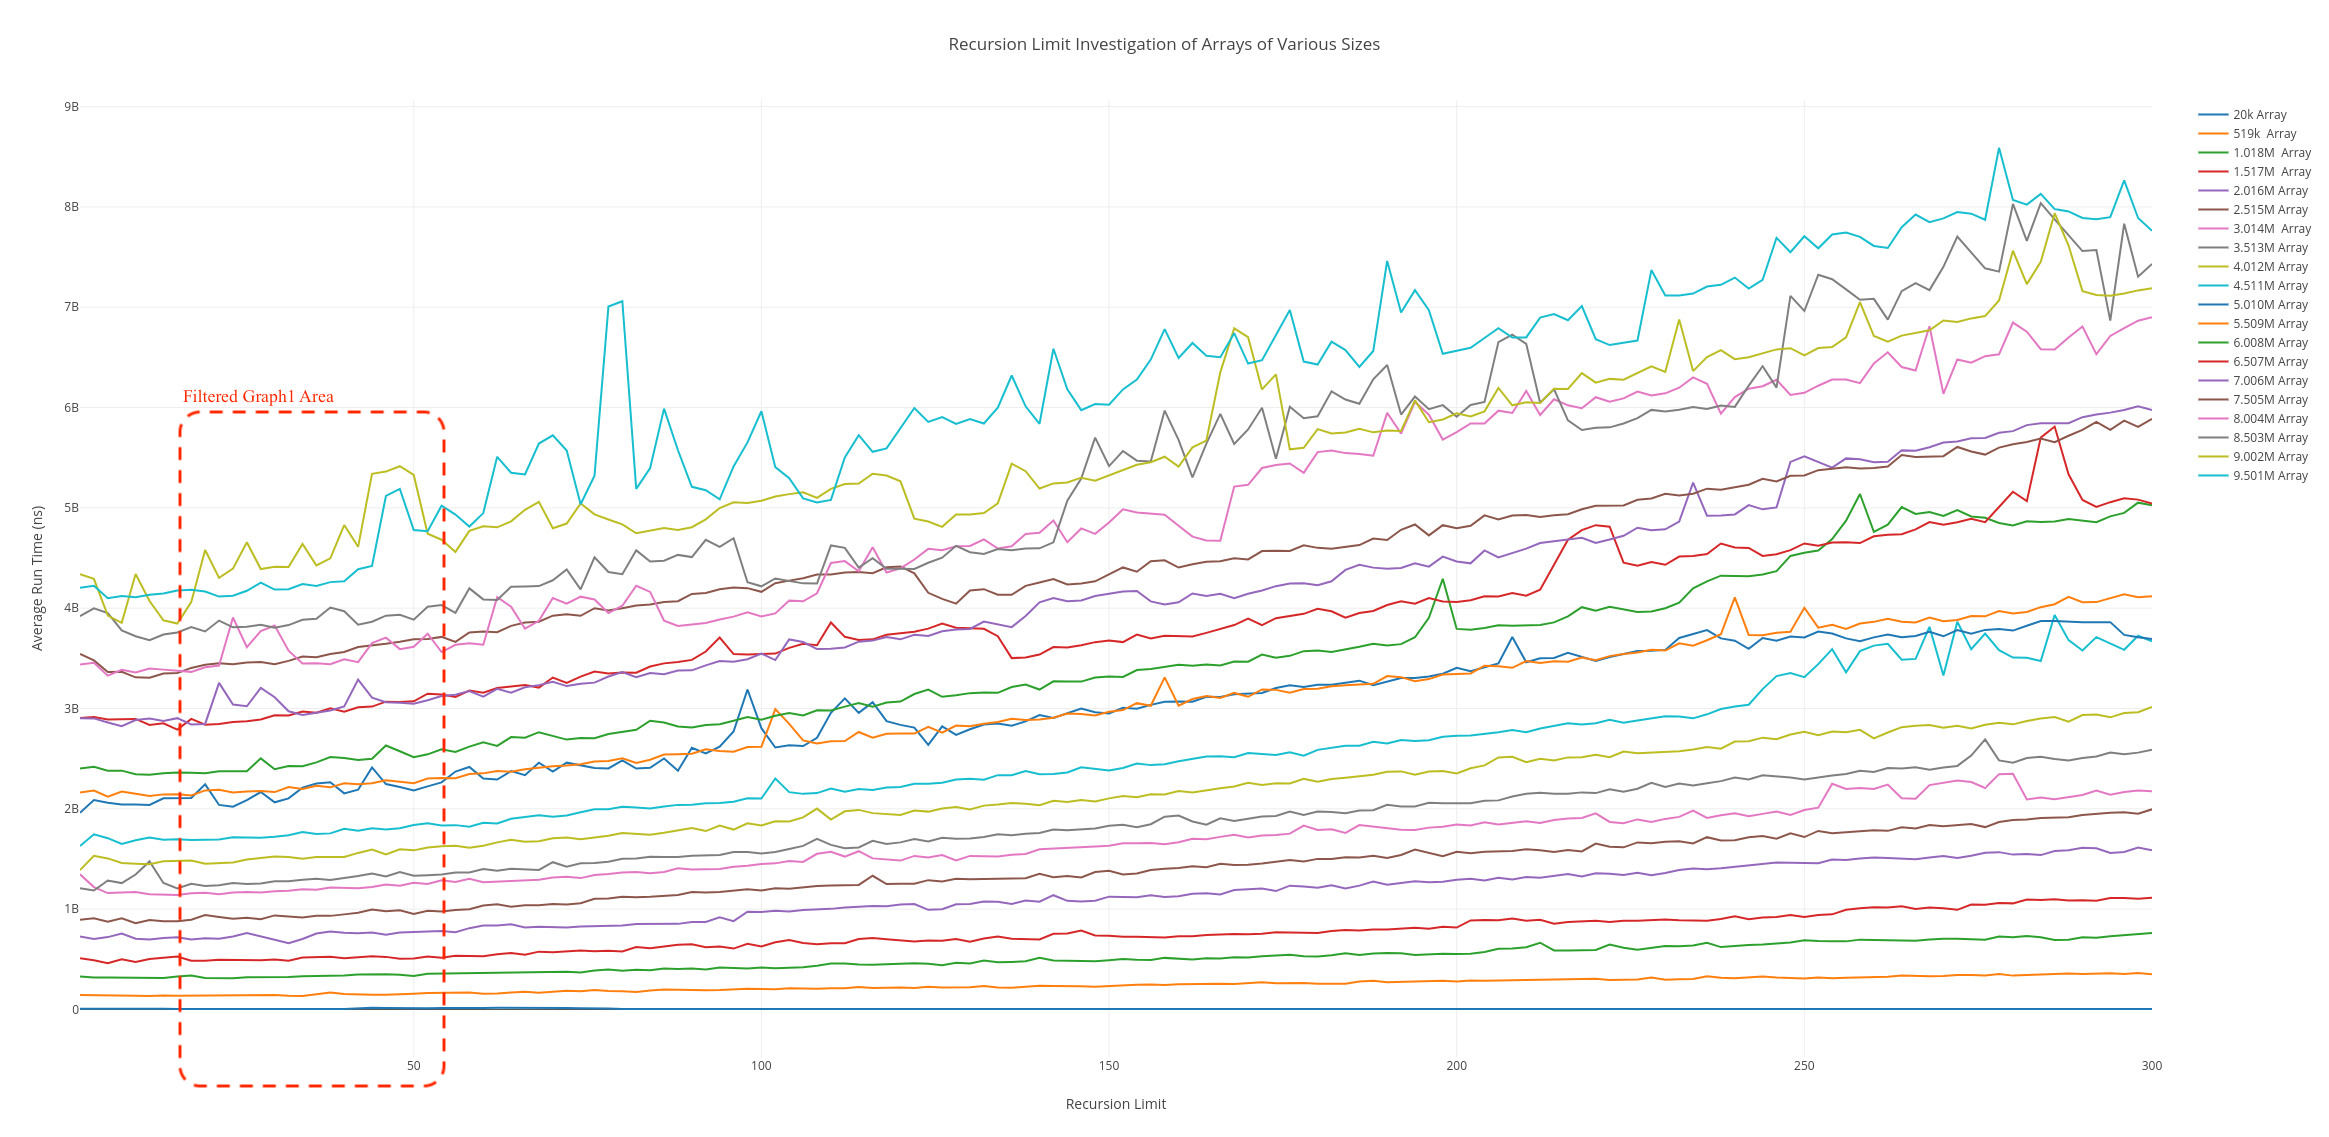 Recursion Limit Investigation of Arrays of Various Sizes
9B
8B
7B
6B
5B
4B
3B
2B
1B
0
Average Run Time (ns)
Filtered Graph1 Area
50
100
150
200
250
300
Recursion Limit
20k Array
519k  Array
1.018M  Array
1.517M  Array
2.016M Array
2.515M Array
3.014M  Array
3.513M Array
4.012M Array
4.511M Array
5.010M Array
5.509M Array
6.008M Array
6.507M Array
7.006M Array
7.505M Array
8.004M Array
8.503M Array
9.002M Array
9.501M Array